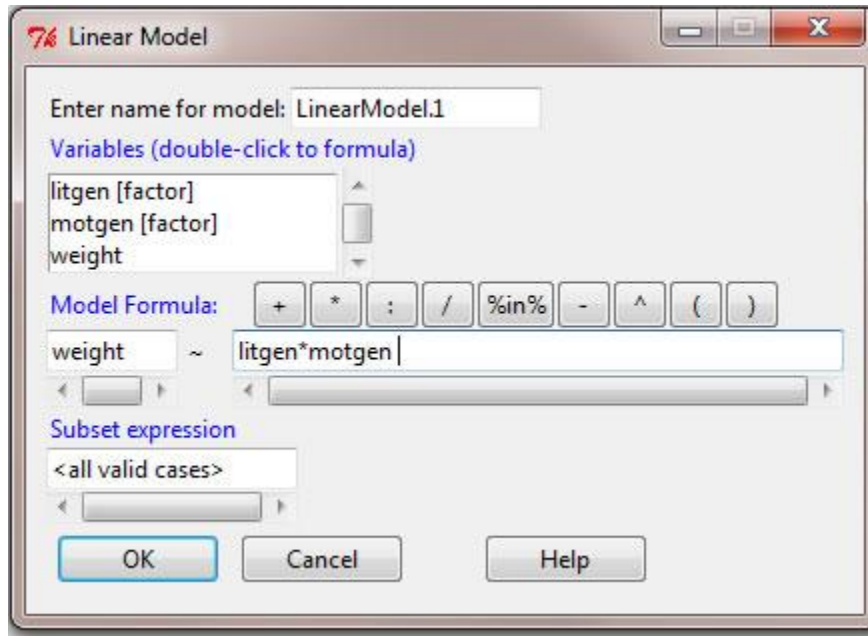 Linear Model
Enter name for model: LinearModel.1
Variables (double-click to formula)
litgen [factor]
motgen [factor]
weight
Model Formula: + * : / %in% - ^ ( )
weight ~ litgen*motgen
Subset expression
<all valid cases>
OK Cancel Help